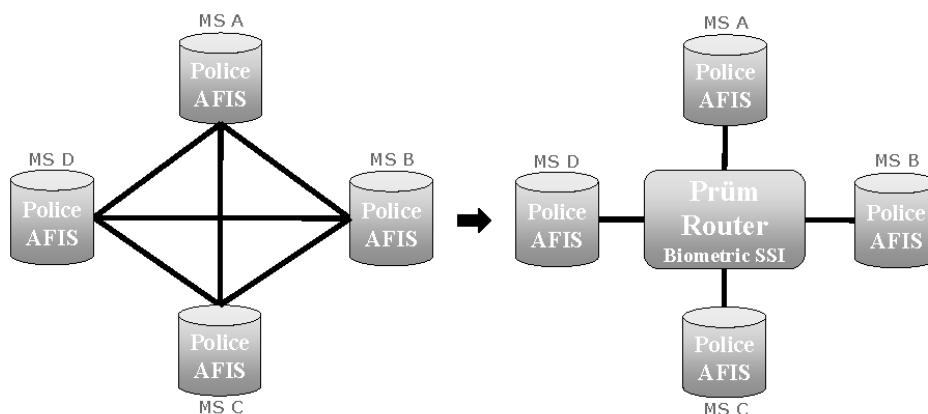 MS A
Police
AFIS
MS D
Police
AFIS
MS B
Police
AFIS
Police
AFIS
MS C
MS A
Police
AFIS
MS D
Police
AFIS
Prüm
Router
Biometric SSI
MS B
Police
AFIS
Police
AFIS
MS C